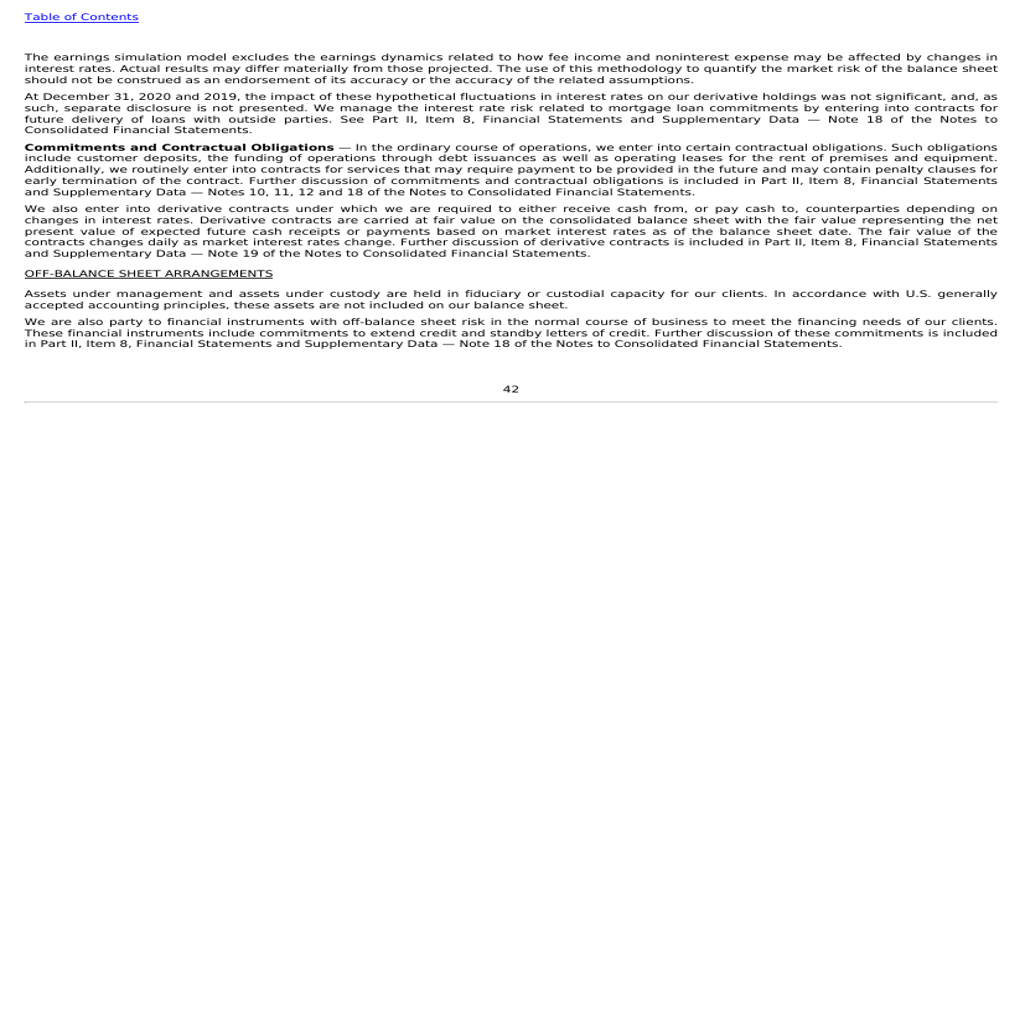 Table of Contents
The earnings simulation model excludes the earnings dynamics related to how fee income and noninterest expense may be affected by changes in
interest rates. Actual results may differ materially from those projected. The use of this methodology to quantify the market risk of the balance sheet
should not be construed as an endorsement of its accuracy or the accuracy of the related assumptions.
At December 31, 2020 and 2019, the impact of these hypothetical fluctuations in interest rates on our derivative holdings was not significant, and, as
such, separate disclosure is not presented. We manage the interest rate risk related to mortgage loan commitments by entering into contracts for
future delivery of loans with outside parties. See Part II, Item 8, Financial Statements and Supplementary Data — Note 18 of the Notes to
Consolidated Financial Statements.
Commitments and Contractual Obligations — In the ordinary course of operations, we enter into certain contractual obligations. Such obligations
include customer deposits, the funding of operations through debt issuances as well as operating leases for the rent of premises and equipment.
Additionally, we routinely enter into contracts for services that may require payment to be provided in the future and may contain penalty clauses for
early termination of the contract. Further discussion of commitments and contractual obligations is included in Part II, Item 8, Financial Statements
and Supplementary Data — Notes 10, 11, 12 and 18 of the Notes to Consolidated Financial Statements.
We also enter into derivative contracts under which we are required to either receive cash from, or pay cash to, counterparties depending on
changes in interest rates. Derivative contracts are carried at fair value on the consolidated balance sheet with the fair value representing the net
present value of expected future cash receipts or payments based on market interest rates as of the balance sheet date. The fair value of the
contracts changes daily as market interest rates change. Further discussion of derivative contracts is included in Part II, Item 8, Financial Statements
and Supplementary Data — Note 19 of the Notes to Consolidated Financial Statements.
OFF-BALANCE SHEET ARRANGEMENTS
Assets under management and assets under custody are held in fiduciary or custodial capacity for our clients. In accordance with U.S. generally
accepted accounting principles, these assets are not included on our balance sheet.
We are also party to financial instruments with off-balance sheet risk in the normal course of business to meet the financing needs of our clients.
These financial instruments include commitments to extend credit and standby letters of credit. Further discussion of these commitments is included
in Part II, Item 8, Financial Statements and Supplementary Data — Note 18 of the Notes to Consolidated Financial Statements.
42